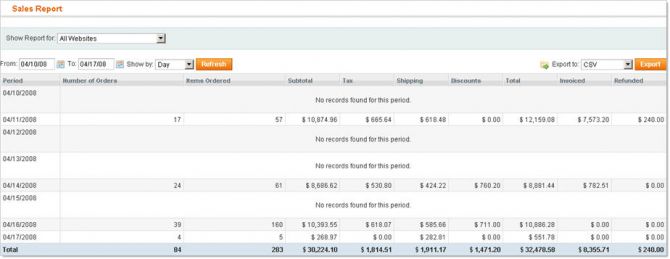 Sales Report
Show Report for: All Websites
From: 04/10/08 To: 04/17/08 Show by: Day Refresh Export to: CSV Export
Period Number of Orders Items Ordered Subtotal Tax Shipping Discounts Total Invoiced Refunded
04/10/2008
No records found for this period.
04/11/2008 17 57 $ 10,874.96 $ 665.64 $ 618.48 $ 0.00 $ 12,159.08 $ 7,573.20 $ 240.00
04/12/2008
No records found for this period.
04/13/2008
No records found for this period.
04/14/2008 24 61 $ 8,686.62 $ 530.80 $ 424.22 $ 760.20 $ 8,881.44 $ 782.51 $ 0.00
04/15/2008
No records found for this period.
04/16/2008 39 160 $ 10,393.55 $ 618.07 $ 585.66 $ 711.00 $ 10,886.28 $ 0.00 $ 0.00
04/17/2008 4 5 $ 268.97 $ 0.00 $ 282.81 $ 0.00 $ 551.78 $ 0.00 $ 0.00
Total 84 283 $ 30,224.10 $ 1,814.51 $ 1,911.17 $ 1,471.20 $ 32,478.58 $ 8,355.71 $ 240.00